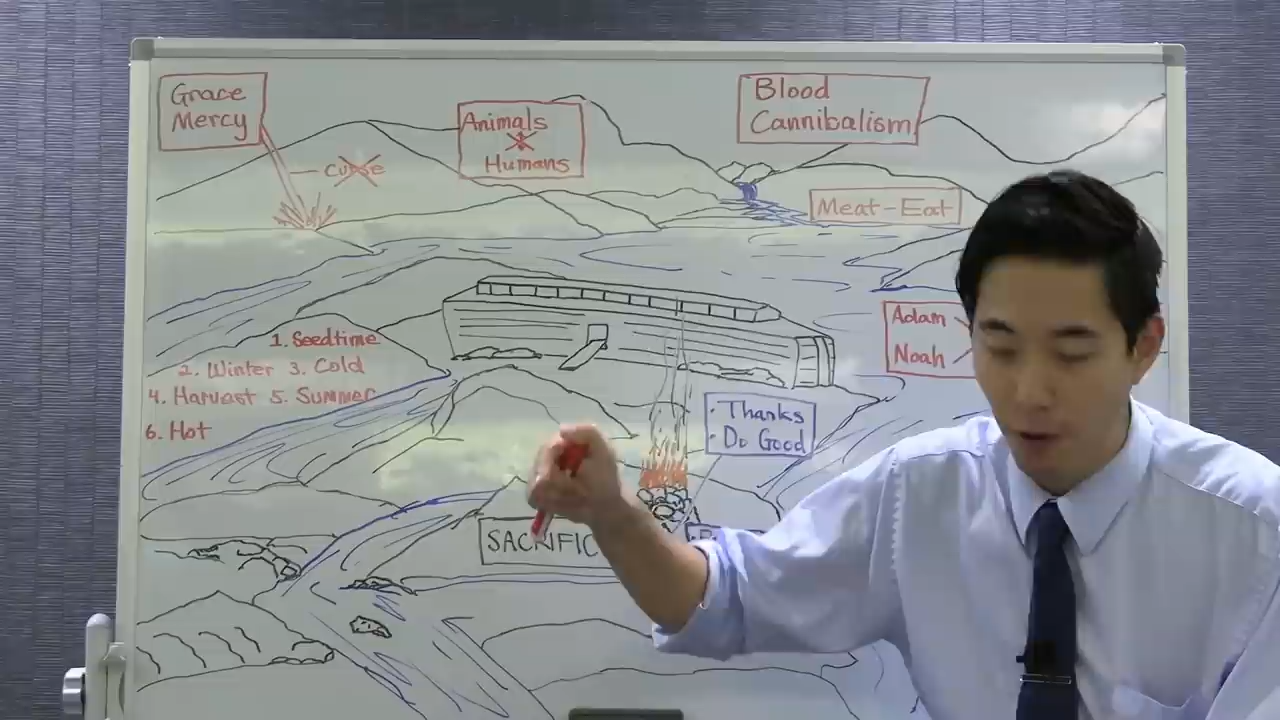 Grace
Mercy
Curse
Animals
Humans
Blood
Cannibalism
Meat-Eat
Adam
Noah
1. Seedtime
2. Winter 3. Cold
4. Harvest 5. Summer
6. Hot
· Thanks
· Do Good
SACRIFIC